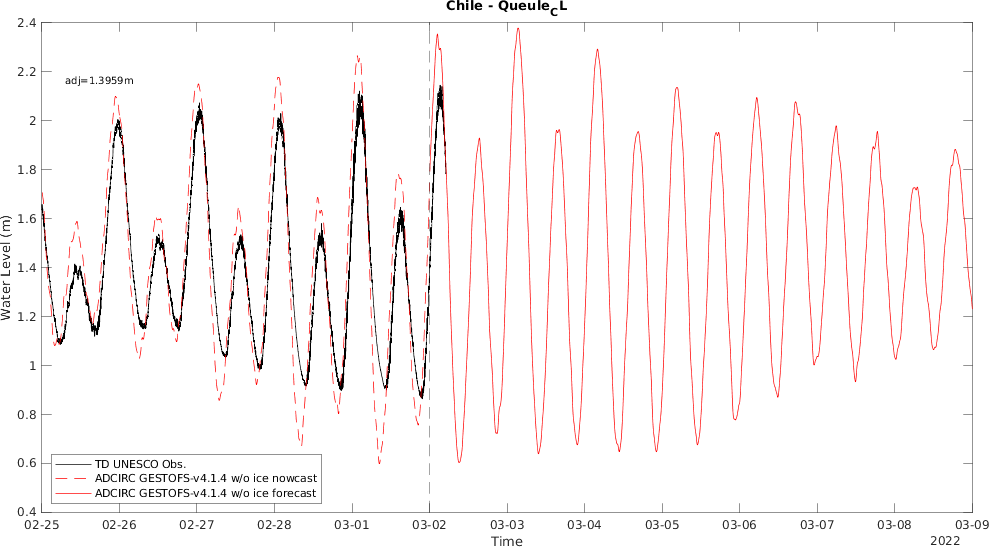 Chile - Queule_CL
adj=1.3959m
2.4
2.2
2
1.8
1.6
1.4
1.2
1
0.8
0.6
0.4
Water Level (m)
TD UNESCO Obs.
ADCIRC GESTOFS-v4.1.4 w/o ice nowcast
ADCIRC GESTOFS-v4.1.4 w/o ice forecast
02-25 02-26 02-27 02-28 03-01 03-02 03-03 03-04 03-05 03-06 03-07 03-08 03-09
Time
2022